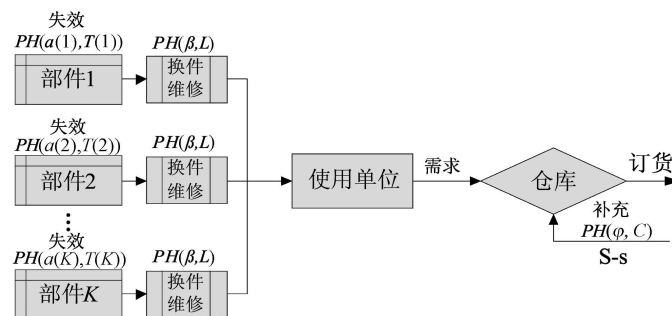 失效
PH(a(1),T(1))
部件1
PH(β,L)
换件
维修
失效
PH(a(2),T(2))
部件2
PH(β,L)
换件
维修
失效
PH(a(K),T(K))
部件K
PH(β,L)
换件
维修
使用单位
需求
仓库
订货
补充
PH(φ, C)
S-s